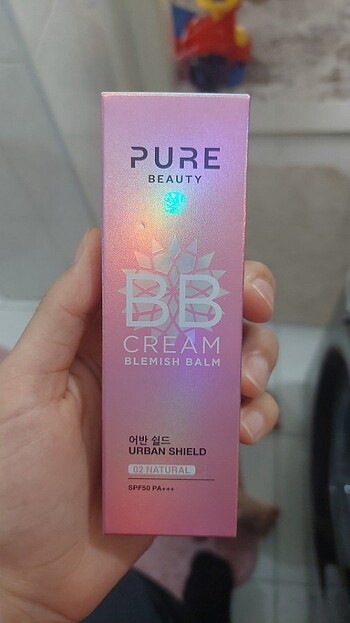 PURE
BEAUTY
BB
CREAM
BLEMISH BALM
어반 쉴드
URBAN SHIELD
02 NATURAL
SPF50 PA+++